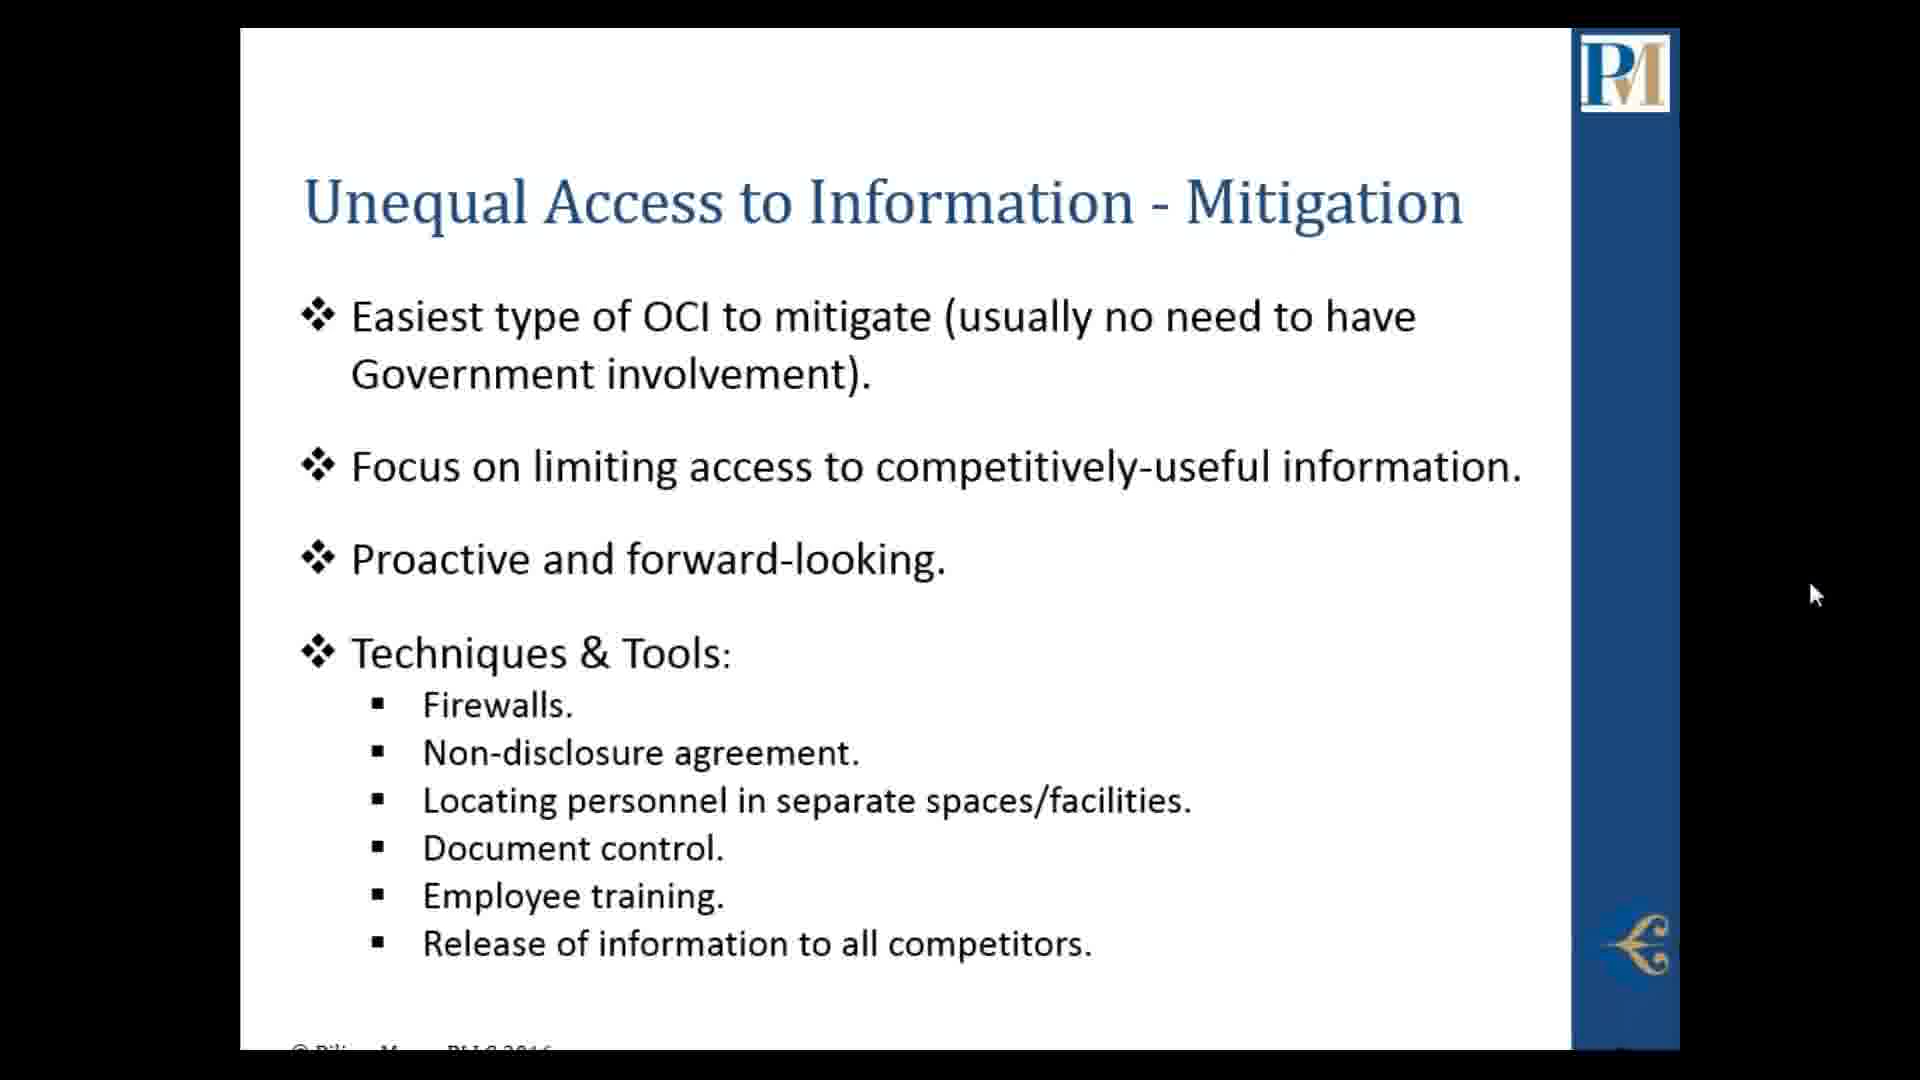 PM
Unequal Access to Information - Mitigation
❖ Easiest type of OCI to mitigate (usually no need to have
Government involvement).
❖ Focus on limiting access to competitively-useful information.
❖ Proactive and forward-looking.
❖ Techniques & Tools:
▪ Firewalls.
▪ Non-disclosure agreement.
▪ Locating personnel in separate spaces/facilities.
▪ Document control.
▪ Employee training.
▪ Release of information to all competitors.